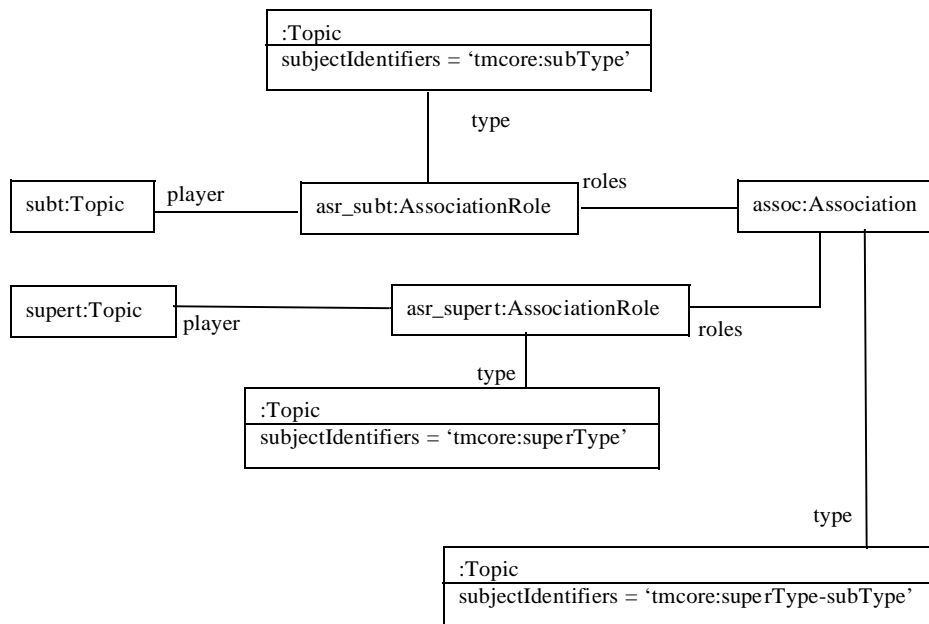 :Topic
subjectIdentifiers = ‘tmcore:subType’
type
subt:Topic
player
asr_subt:AssociationRole
roles
assoc:Association
supert:Topic
player
asr_supert:AssociationRole
roles
type
:Topic
subjectIdentifiers = ‘tmcore:superType’
type
:Topic
subjectIdentifiers = ‘tmcore:superType-subType’